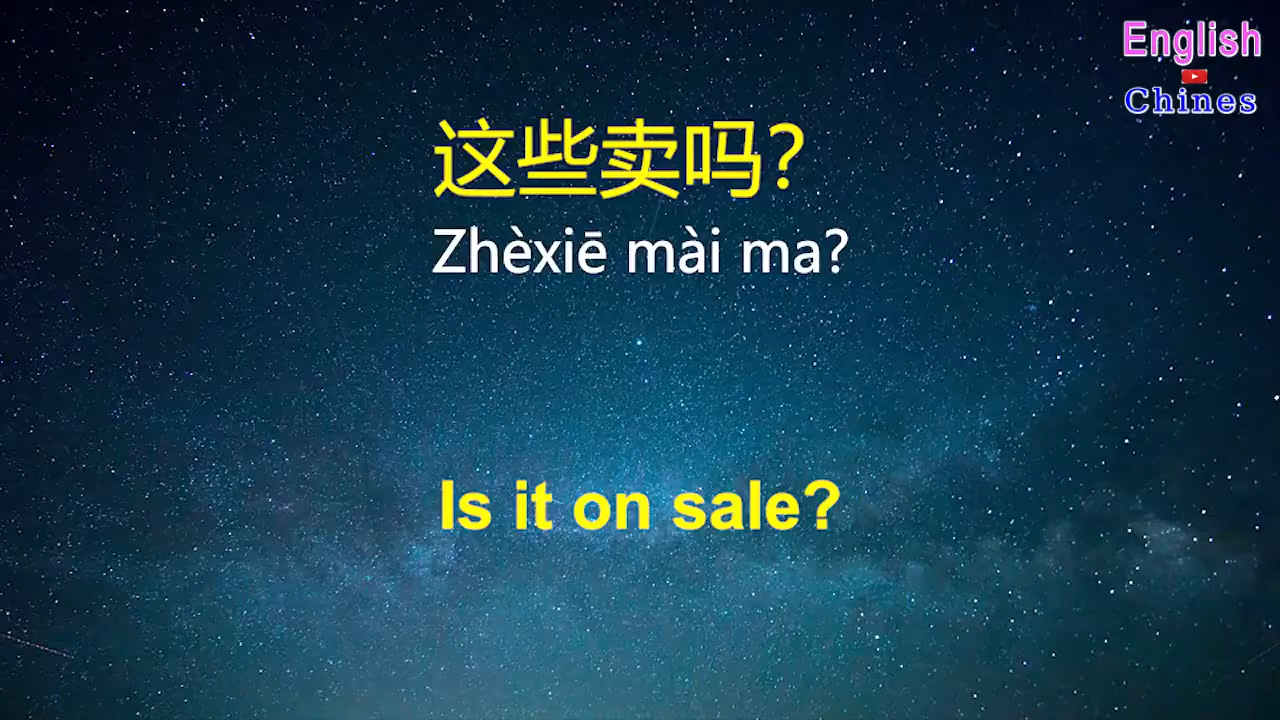 English
Chines
这些卖吗？
Zhèxiē mài ma?
Is it on sale?